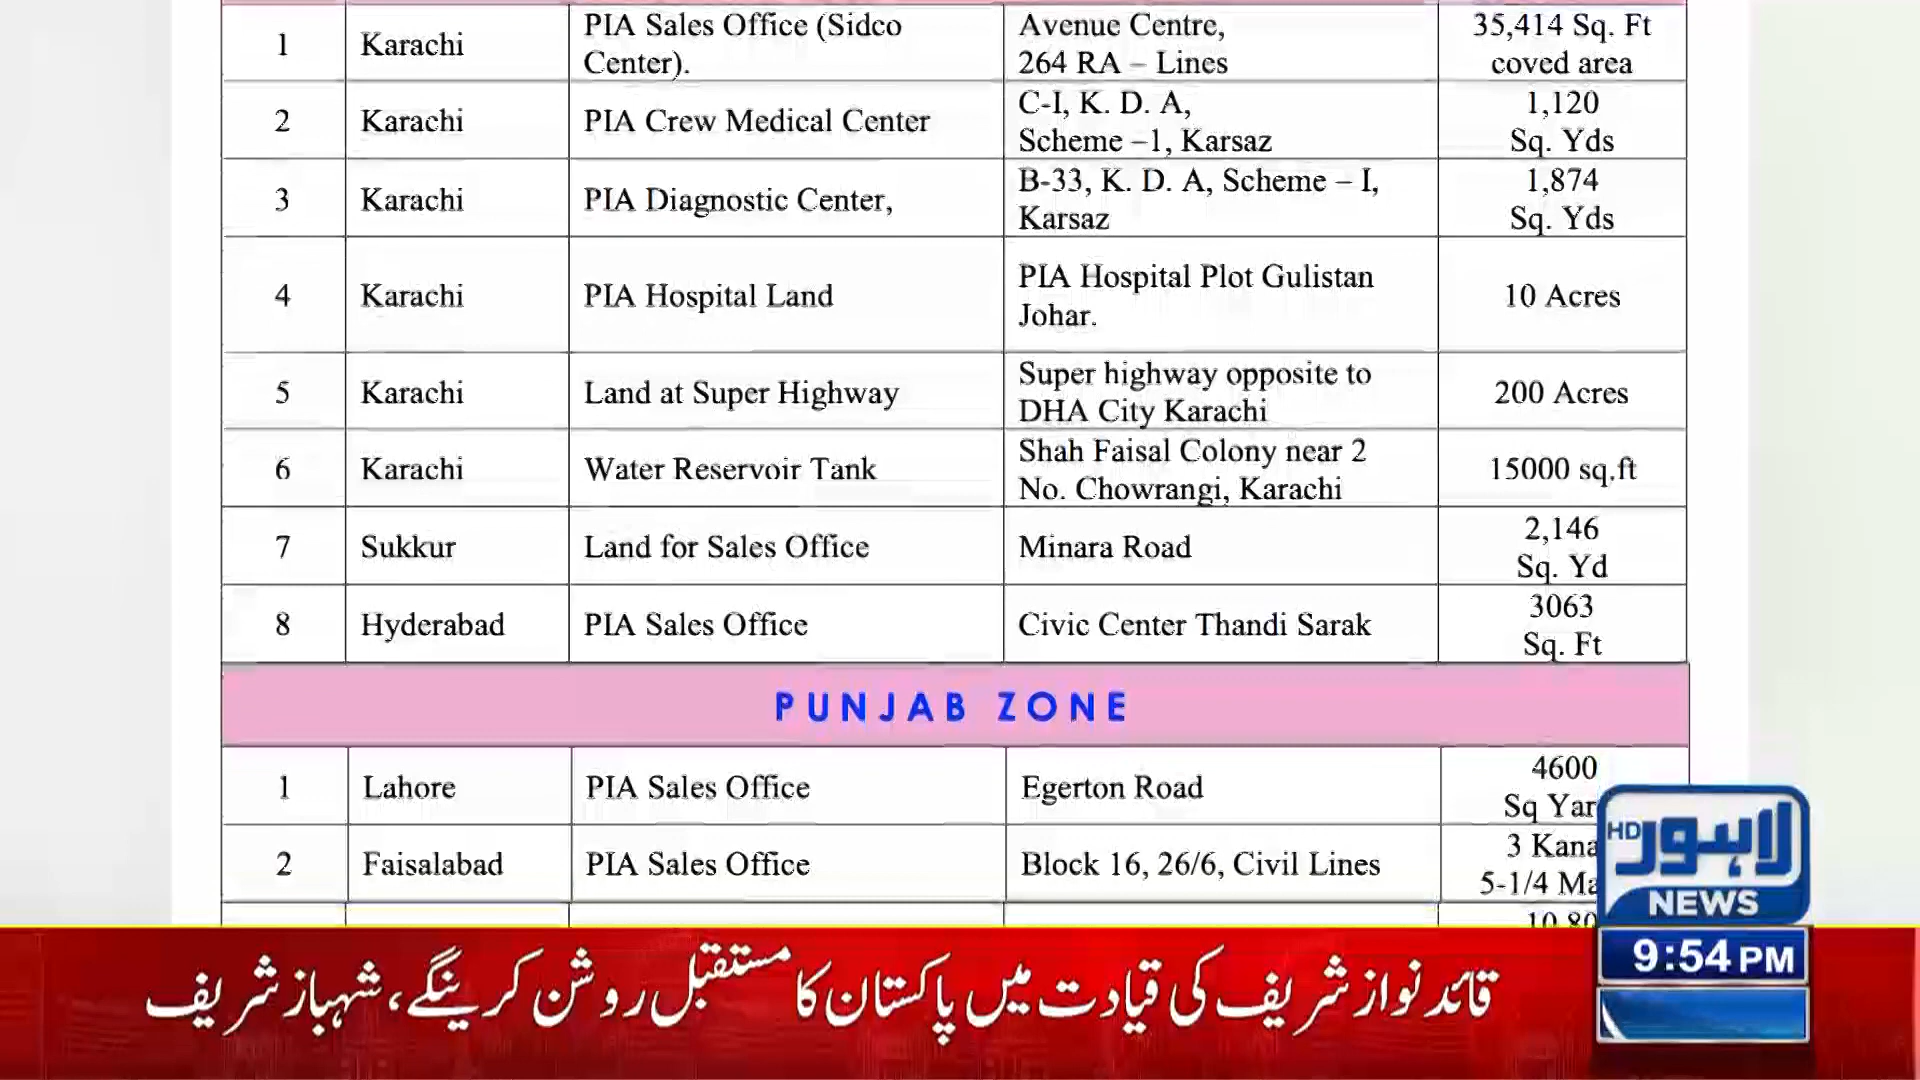 1 Karachi PIA Sales Office (Sidco Center). Avenue Centre, 264 RA – Lines 35,414 Sq. Ft coved area
2 Karachi PIA Crew Medical Center C-I, K. D. A, Scheme –1, Karsaz 1,120 Sq. Yds
3 Karachi PIA Diagnostic Center, B-33, K. D. A, Scheme – I, Karsaz 1,874 Sq. Yds
4 Karachi PIA Hospital Land PIA Hospital Plot Gulistan Johar. 10 Acres
5 Karachi Land at Super Highway Super highway opposite to DHA City Karachi 200 Acres
6 Karachi Water Reservoir Tank Shah Faisal Colony near 2 No. Chowrangi, Karachi 15000 sq.ft
7 Sukkur Land for Sales Office Minara Road 2,146 Sq. Yd
8 Hyderabad PIA Sales Office Civic Center Thandi Sarak 3063 Sq. Ft
PUNJAB ZONE
1 Lahore PIA Sales Office Egerton Road 4600 Sq
2 Faisalabad PIA Sales Office Block 16, 26/6, Civil Lines 3 5-1/4
HD لاہور
NEWS
9:54 PM
قائد نواز شریف کی قیادت میں پاکستان کا مستقبل روشن کرینگے، شہباز شریف